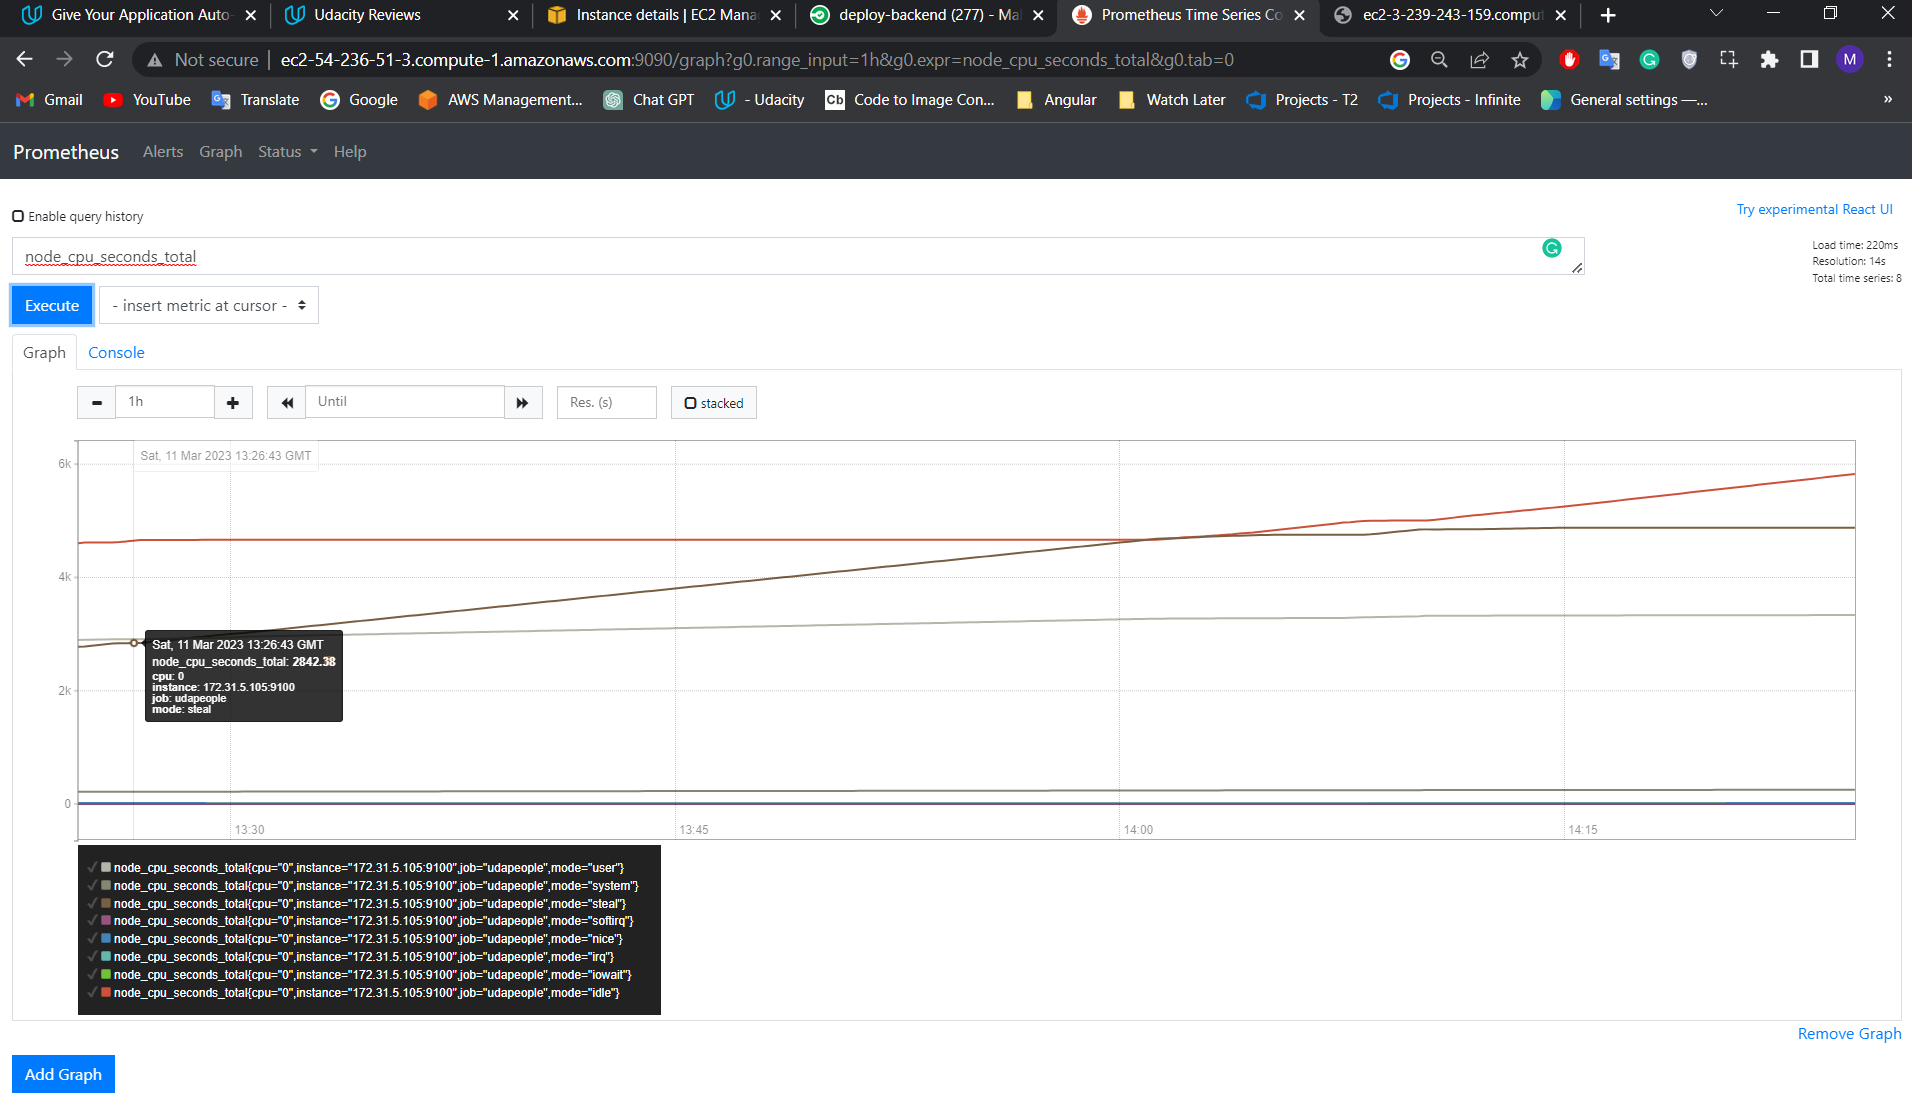 Give Your Application Auto-
Udacity Reviews
Instance details | EC2 Mana
deploy-backend (277) - Ma
Prometheus Time Series Co
ec2-3-239-243-159.comput
Not secure
ec2-54-236-51-3.compute-1.amazonaws.com:9090/graph?g0.range_input=1h&g0.expr=node_cpu_seconds_total&g0.tab=0
M
Gmail
YouTube
Translate
Google
AWS Management...
Chat GPT
- Udacity
Cb
Code to Image Con...
Angular
Watch Later
Projects - T2
Projects - Infinite
General settings —...
»
Prometheus
Alerts
Graph
Status
Help
Enable query history
Try experimental React UI
node_cpu_seconds_total
Load time: 220ms
Resolution: 14s
Total time series: 8
Execute
- insert metric at cursor -
Graph
Console
1h
Until
Res. (s)
stacked
Sat, 11 Mar 2023 13:26:43 GMT
6k
4k
2k
0
Sat, 11 Mar 2023 13:26:43 GMT
node_cpu_seconds_total: 2842.38
cpu: 0
instance: 172.31.5.105:9100
job: udapeople
mode: steal
13:30
13:45
14:00
14:15
node_cpu_seconds_total{cpu="0",instance="172.31.5.105:9100",job="udapeople",mode="user"}
node_cpu_seconds_total{cpu="0",instance="172.31.5.105:9100",job="udapeople",mode="system"}
node_cpu_seconds_total{cpu="0",instance="172.31.5.105:9100",job="udapeople",mode="steal"}
node_cpu_seconds_total{cpu="0",instance="172.31.5.105:9100",job="udapeople",mode="softirq"}
node_cpu_seconds_total{cpu="0",instance="172.31.5.105:9100",job="udapeople",mode="nice"}
node_cpu_seconds_total{cpu="0",instance="172.31.5.105:9100",job="udapeople",mode="irq"}
node_cpu_seconds_total{cpu="0",instance="172.31.5.105:9100",job="udapeople",mode="iowait"}
node_cpu_seconds_total{cpu="0",instance="172.31.5.105:9100",job="udapeople",mode="idle"}
Remove Graph
Add Graph